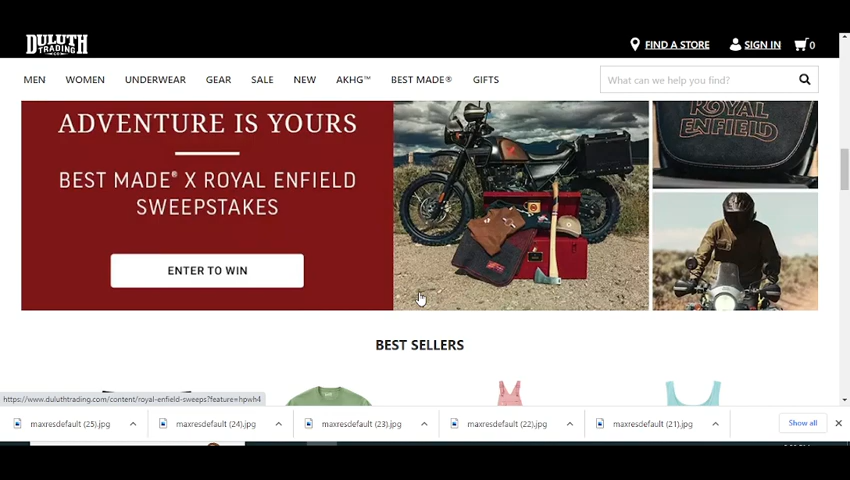 DULUTH
TRADING
CO
FIND A STORE
SIGN IN
0
MEN
WOMEN
UNDERWEAR
GEAR
SALE
NEW
AKHG™
BEST MADE®
GIFTS
What can we help you find?
ADVENTURE IS YOURS
BEST MADE® X ROYAL ENFIELD
SWEEPSTAKES
ENTER TO WIN
ROYAL
ENFIELD
BEST SELLERS
https://www.duluthtrading.com/content/royal-enfield-sweeps?feature=hpwh4
maxresdefault (25).jpg
maxresdefault (24).jpg
maxresdefault (23).jpg
maxresdefault (22).jpg
maxresdefault (21).jpg
Show all